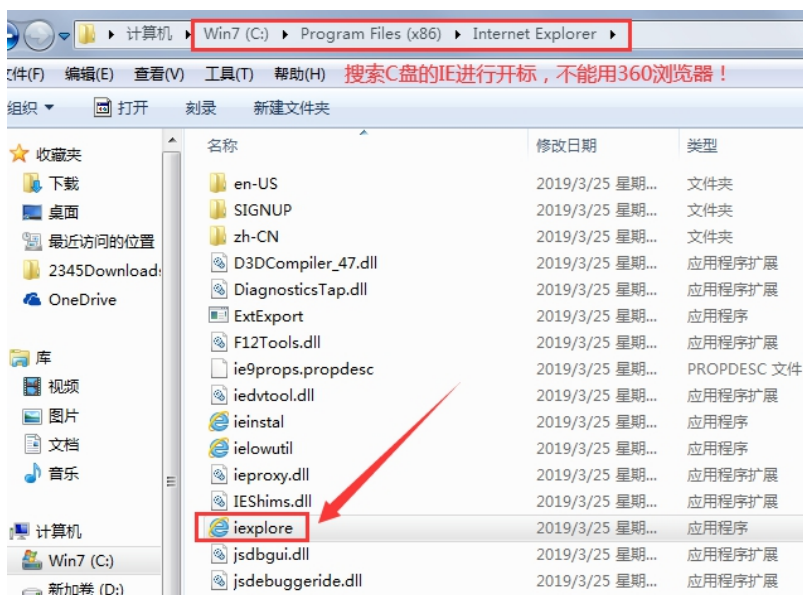 计算机 ▸ Win7 (C:) ▸ Program Files (x86) ▸ Internet Explorer ▸
文件(F) 编辑(E) 查看(V) 工具(T) 帮助(H) 搜索C盘的IE进行开标，不能用360浏览器！
组织 打开 刻录 新建文件夹
名称 修改日期 类型
收藏夹
下载
桌面
最近访问的位置
2345Downloads
OneDrive
库
视频
图片
文档
音乐
计算机
Win7 (C:)
新加卷 (D:)
en-US 2019/3/25 星期... 文件夹
SIGNUP 2019/3/25 星期... 文件夹
zh-CN 2019/3/25 星期... 文件夹
D3DCompiler_47.dll 2019/3/25 星期... 应用程序扩展
DiagnosticsTap.dll 2019/3/25 星期... 应用程序扩展
ExtExport 2019/3/25 星期... 应用程序
F12Tools.dll 2019/3/25 星期... 应用程序扩展
ie9props.propdesc 2019/3/25 星期... PROPDESC 文件
iedvtool.dll 2019/3/25 星期... 应用程序扩展
ieinstal 2019/3/25 星期... 应用程序
ielowutil 2019/3/25 星期... 应用程序
ieproxy.dll 2019/3/25 星期... 应用程序扩展
IEShims.dll 2019/3/25 星期... 应用程序扩展
iexplore 2019/3/25 星期... 应用程序
jsdbgui.dll 2019/3/25 星期... 应用程序扩展
jsdebuggeride.dll 2019/3/25 星期... 应用程序扩展